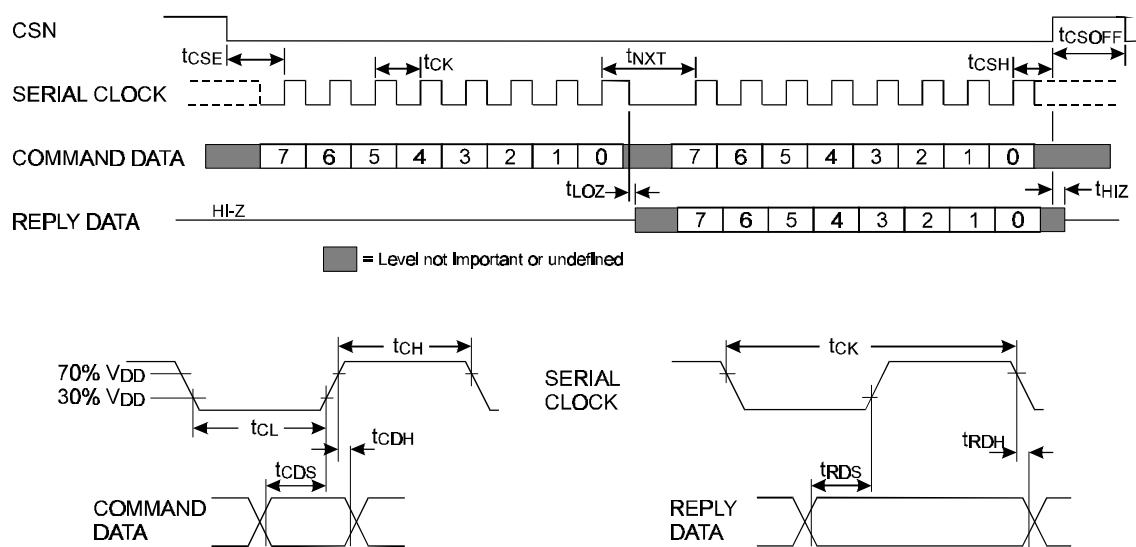 CSN
tCSE
tCK
tNXT
tCSH
tCSOFF
SERIAL CLOCK
COMMAND DATA
7 6 5 4 3 2 1 0
7 6 5 4 3 2 1 0
tLOZ
tHIZ
REPLY DATA
HI-Z
7 6 5 4 3 2 1 0
= Level not Important or undefined
70% VDD
30% VDD
tCH
tCL
tCDH
tCDS
COMMAND
DATA
SERIAL
CLOCK
tCK
tRDH
tRDS
REPLY
DATA